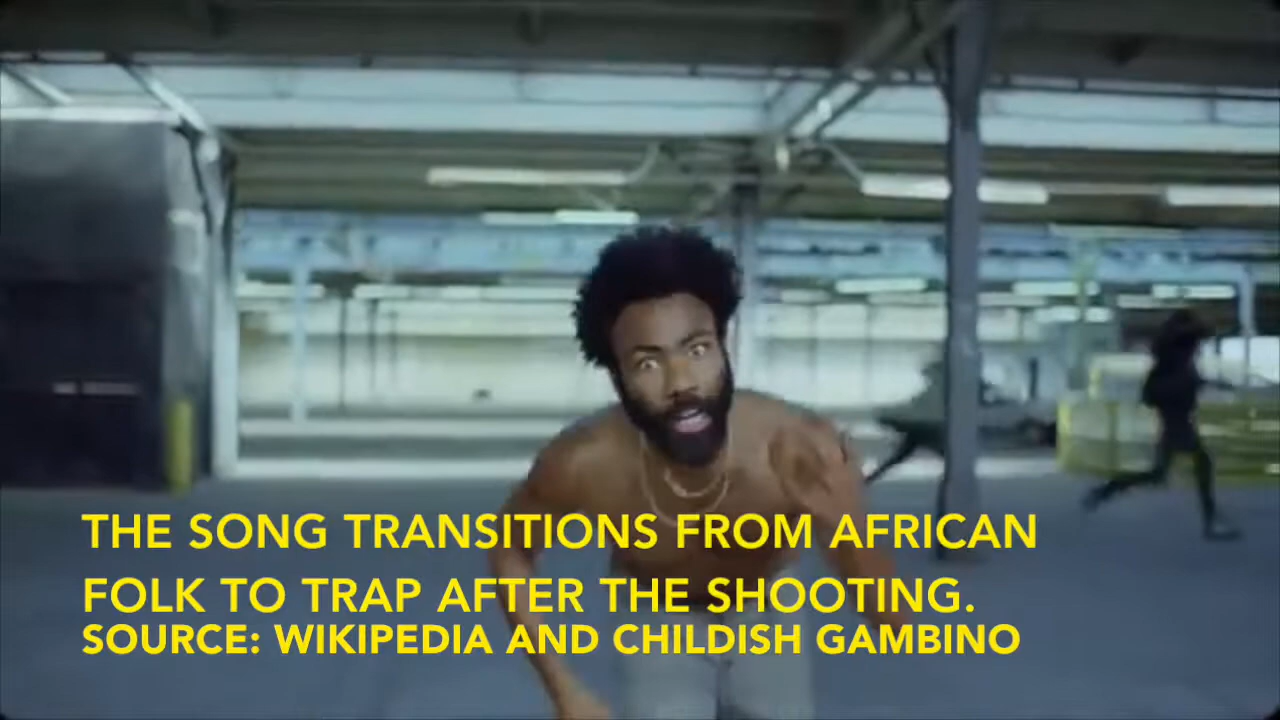 THE SONG TRANSITIONS FROM AFRICAN
FOLK TO TRAP AFTER THE SHOOTING.
SOURCE: WIKIPEDIA AND CHILDISH GAMBINO